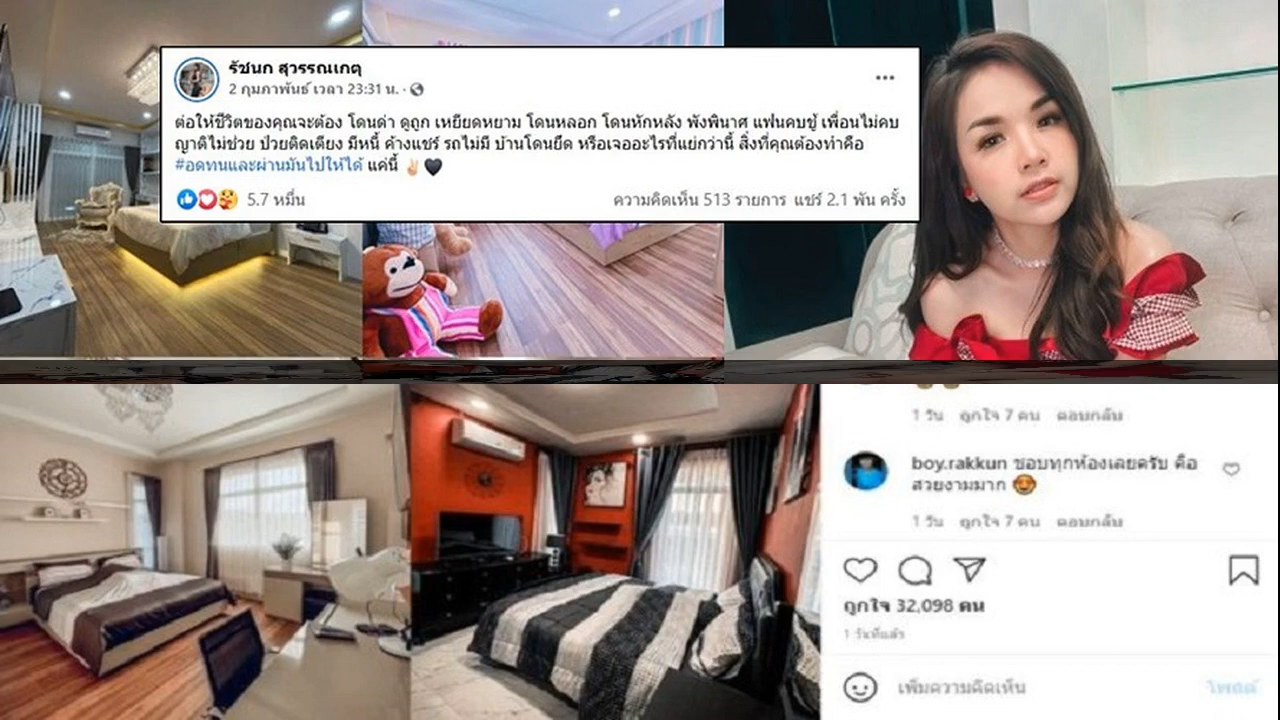 รัชนก สุวรรณเกตุ
2 กุมภาพันธ์ เวลา 23:31 น. ·
ต่อให้ชีวิตของคุณจะต้อง โดนด่า ดูถูก เหยียดหยาม โดนหลอก โดนหักหลัง พังพินาศ แฟนคบชู้ เพื่อนไม่คบ
ญาติไม่ช่วย ป่วยติดเตียง มีหนี้ ค้างแชร์ รถไม่มี บ้านโดนยึด หรือเจออะไรที่แย่กว่านี้ สิ่งที่คุณต้องทำคือ
#อดทนและผ่านมันไปให้ได้ แค่นี้ ✌🏻🖤
5.7 หมื่น
ความคิดเห็น 513 รายการ แชร์ 2.1 พัน ครั้ง
1 วัน ถูกใจ 7 คน ตอบกลับ
boy.rakkun ชอบทุกห้องเลยครับ คือ
สวยงามมาก 😍
1 วัน ถูกใจ 7 คน ตอบกลับ
ถูกใจ 32,098 คน
1 วันที่แล้ว
เพิ่มความคิดเห็น
โพสต์